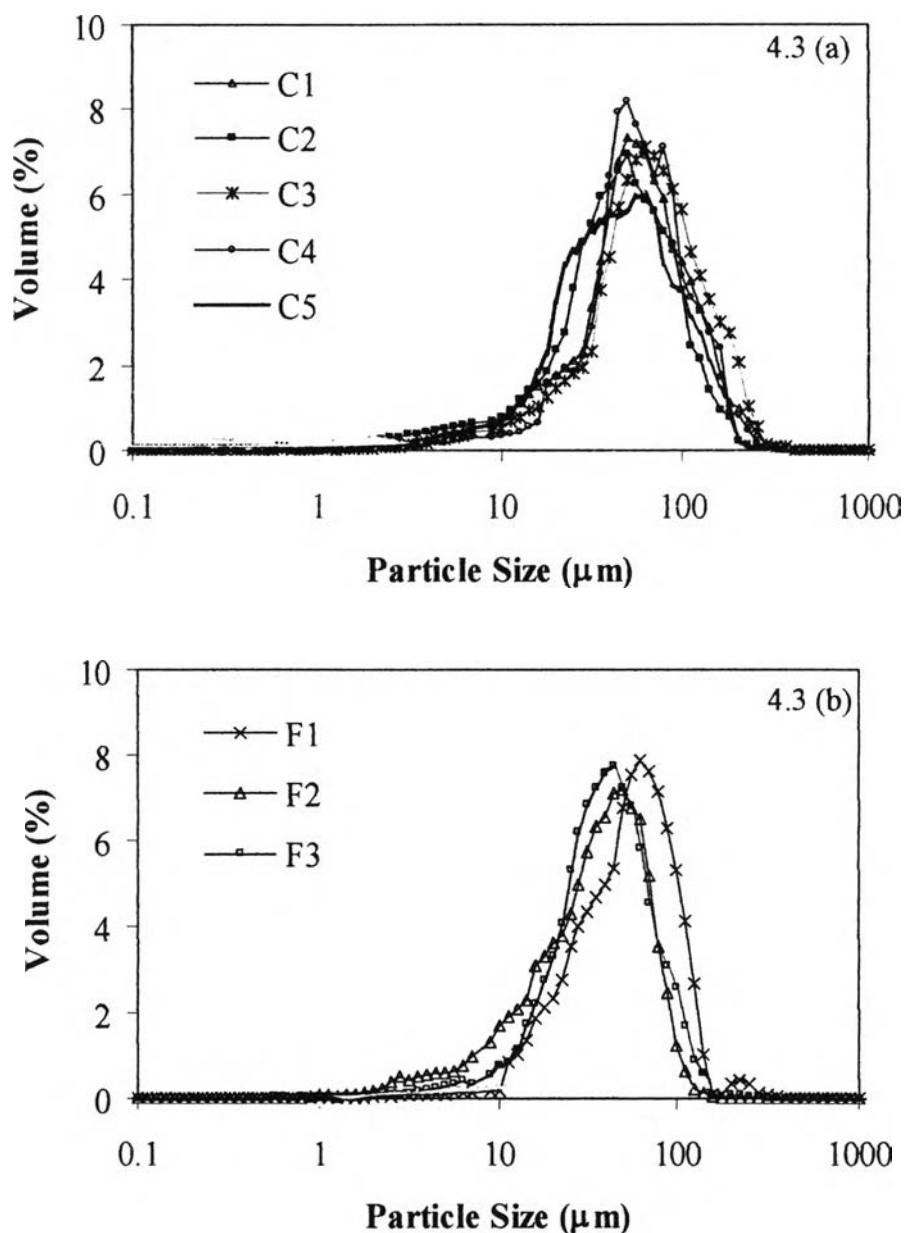 4.3 (a)
10
8
6
4
2
0
Volume (%)
C1
C2
C3
C4
C5
0.1 1 10 100 1000
Particle Size (μm)
4.3 (b)
10
8
6
4
2
0
Volume (%)
F1
F2
F3
0.1 1 10 100 1000
Particle Size (μm)